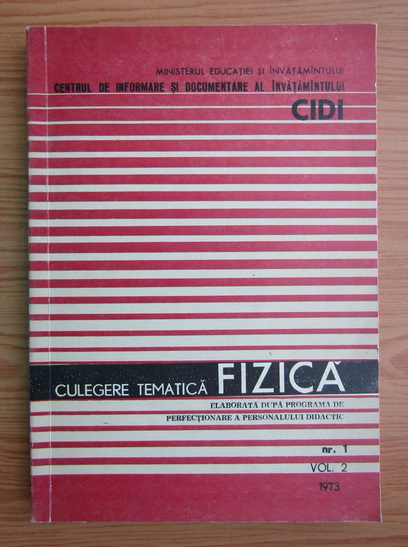 MINISTERUL EDUCAȚIEI ȘI ÎNVĂȚĂMÎNTULUI
CENTRUL DE INFORMARE ȘI DOCUMENTARE AL ÎNVĂȚĂMÎNTULUI
CIDI
CULEGERE TEMATICĂ FIZICĂ
ELABORATĂ DUPĂ PROGRAMA DE
PERFECȚIONARE A PERSONALULUI DIDACTIC
nr. 1
VOL. 2
1973